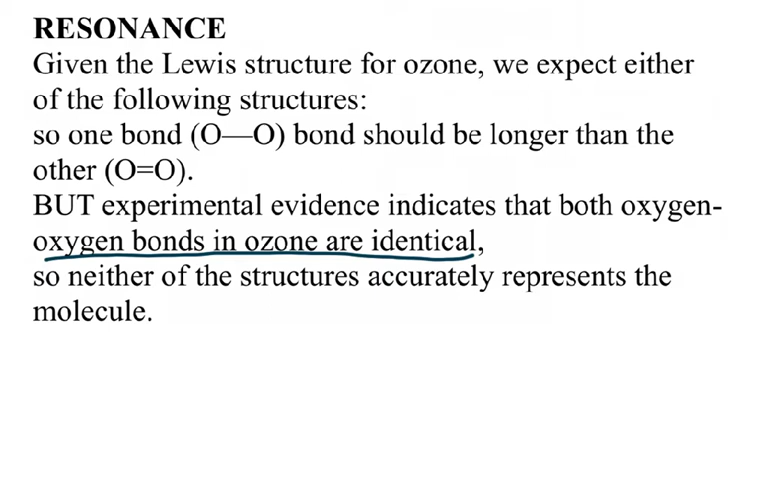 RESONANCE
Given the Lewis structure for ozone, we expect either
of the following structures:
so one bond (O—O) bond should be longer than the
other (O=O).
BUT experimental evidence indicates that both oxygen-
oxygen bonds in ozone are identical,
so neither of the structures accurately represents the
molecule.